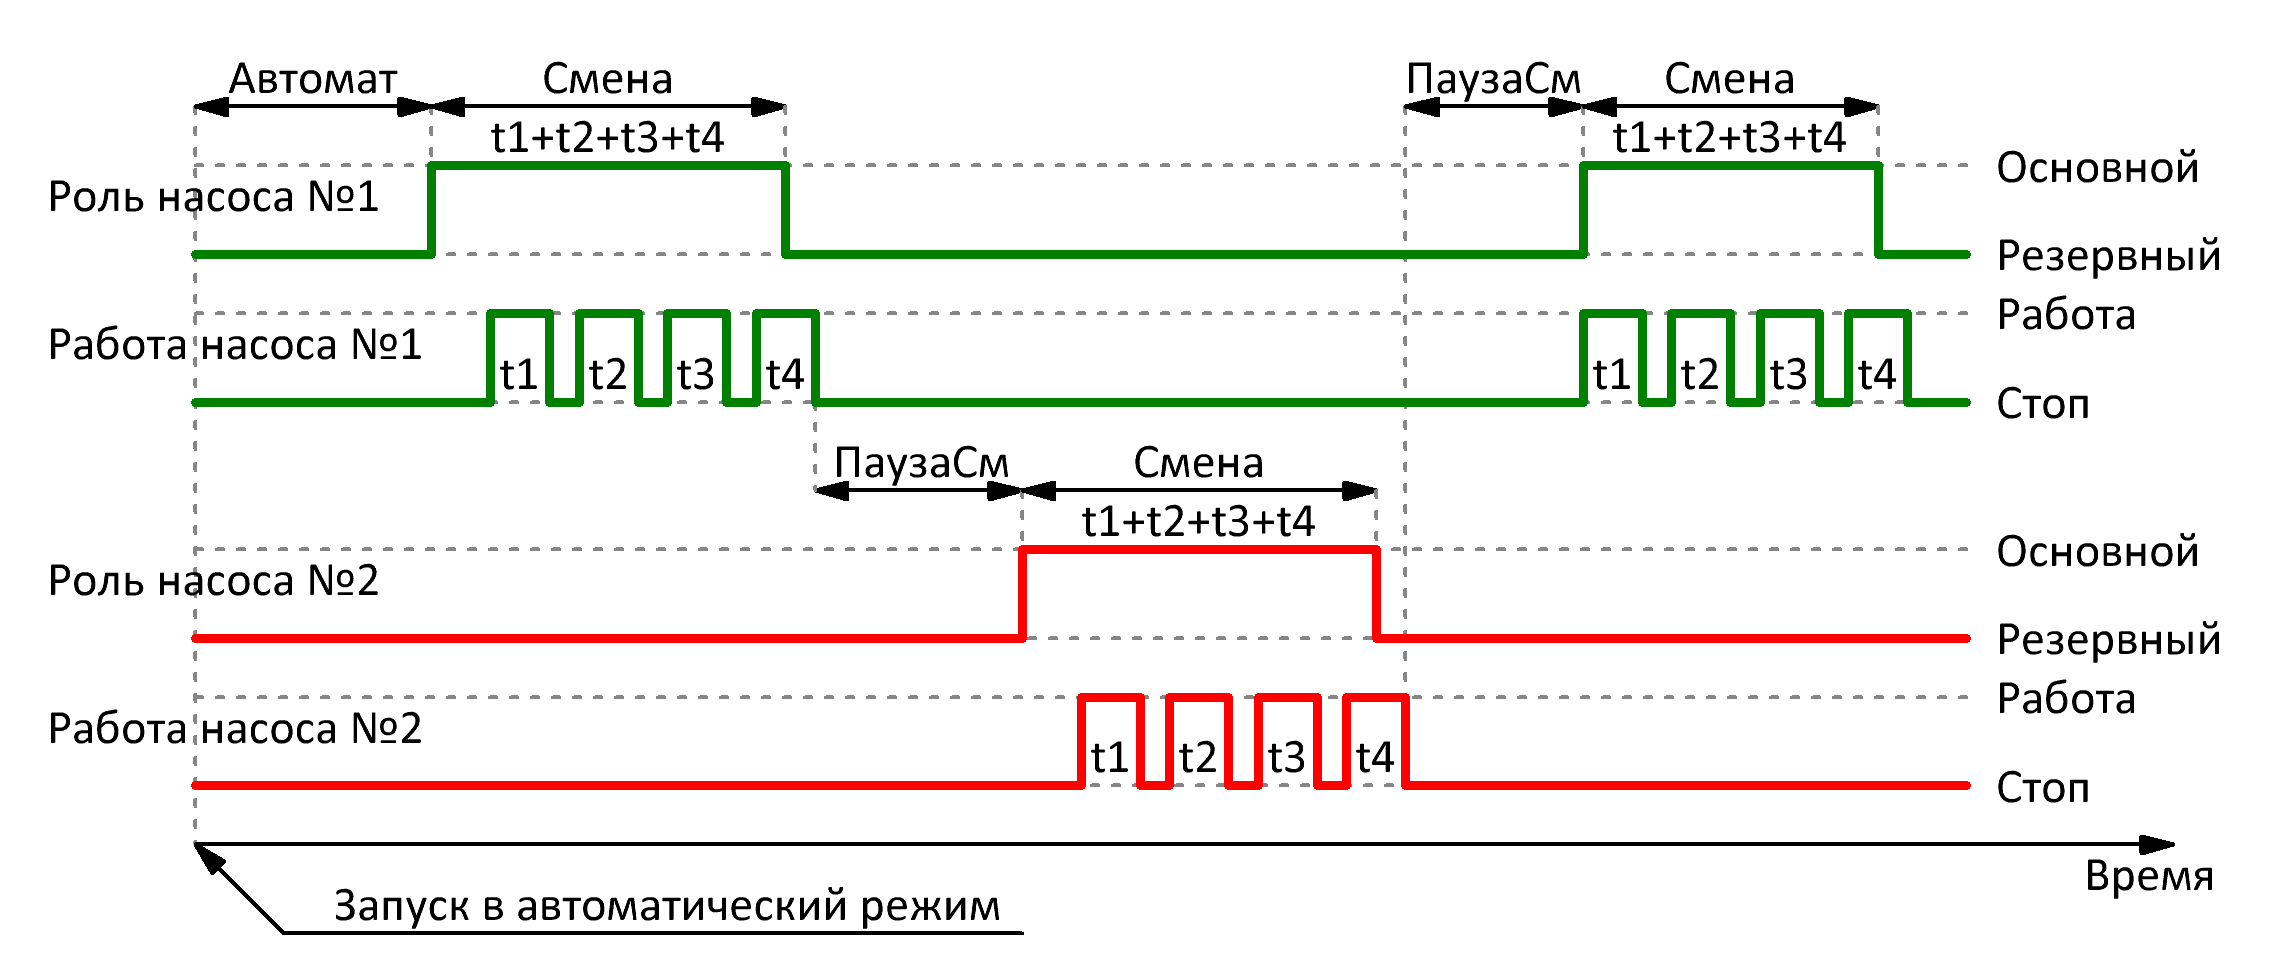 Автомат
Смена
ПаузаСм
Смена
t1+t2+t3+t4
t1+t2+t3+t4
Основной
Роль насоса №1
Резервный
Работа
Работа насоса №1
t1
t2
t3
t4
t1
t2
t3
t4
Стоп
ПаузаСм
Смена
t1+t2+t3+t4
Основной
Роль насоса №2
Резервный
Работа
Работа насоса №2
t1
t2
t3
t4
Стоп
Время
Запуск в автоматический режим